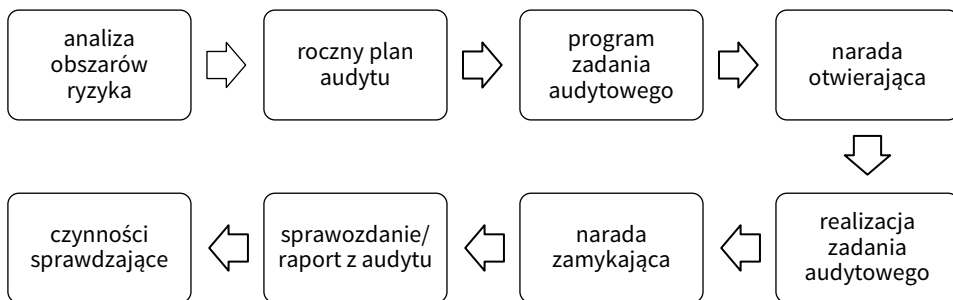 analiza
obszarów
ryzyka
roczny plan
audytu
program
zadania
audytowego
narada
otwierająca
realizacja
zadania
audytowego
narada
zamykająca
sprawozdanie/
raport z audytu
czynności
sprawdzające